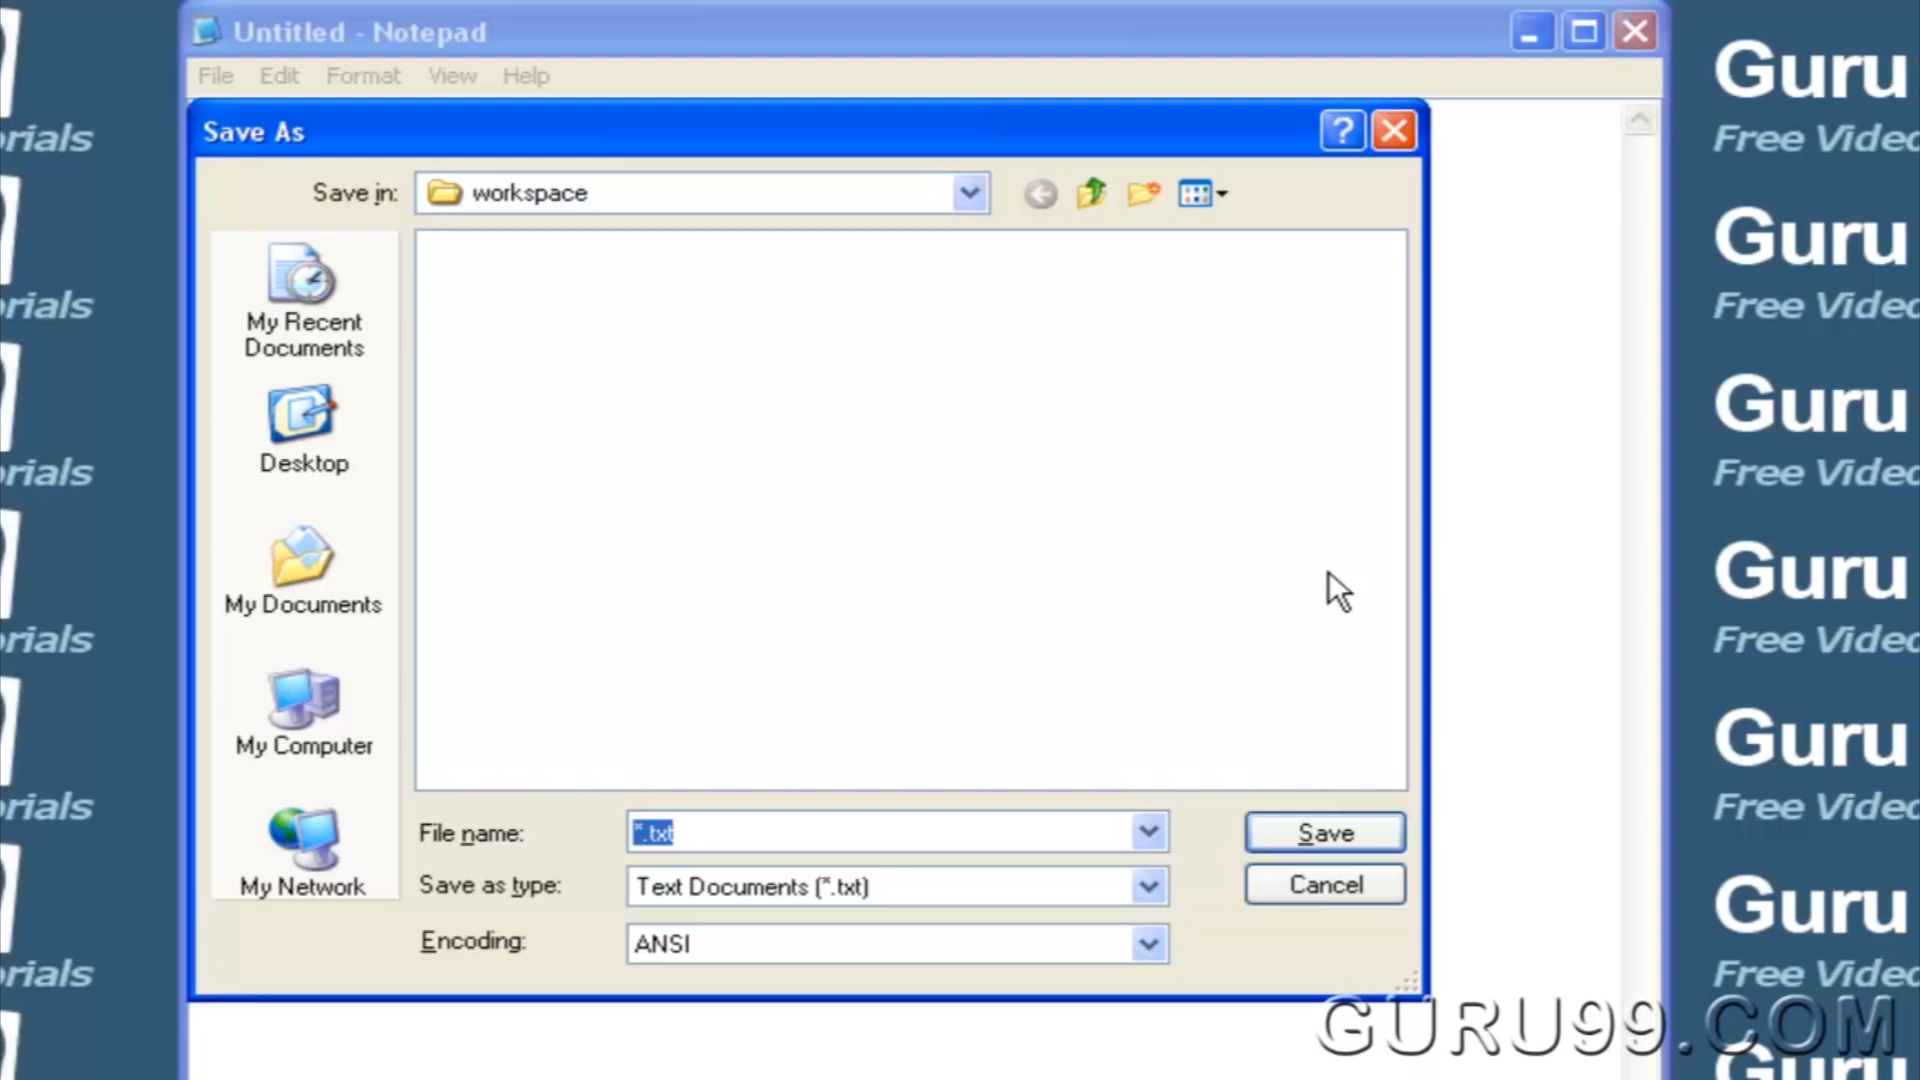 Untitled - Notepad
File Edit Format View Help
Save As
Save in: workspace
My Recent
Documents
Desktop
My Documents
My Computer
My Network
File name: *.txt
Save as type: Text Documents (*.txt)
Encoding: ANSI
Save
Cancel
rials
rials
rials
rials
rials
rials
Guru
Free Video
Guru
Free Video
Guru
Free Video
Guru
Free Video
Guru
Free Video
Guru
Free Video
GURU99.COM
Guru